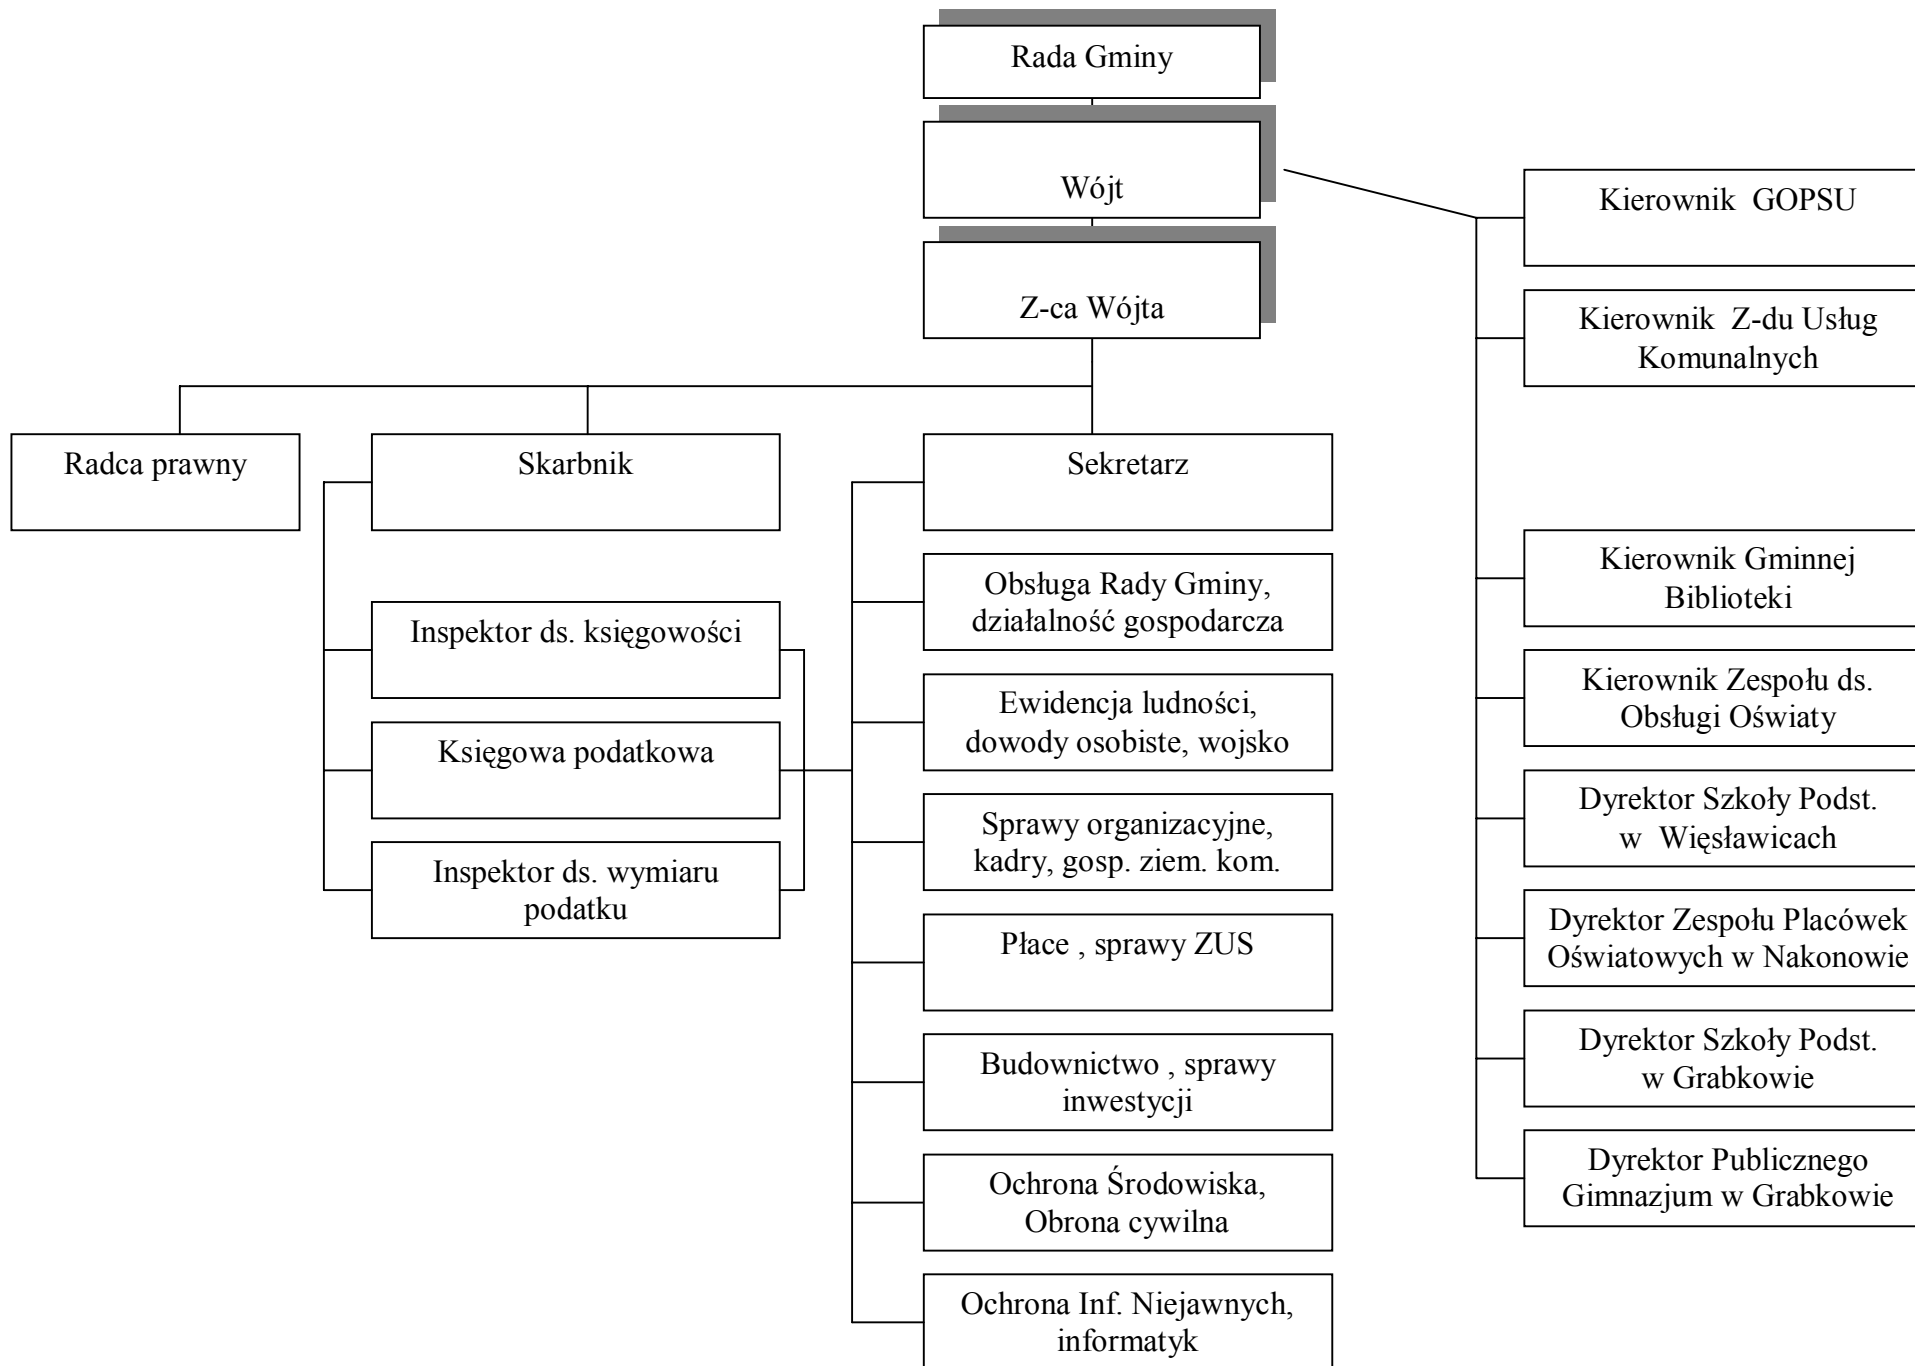 Rada Gminy
Wójt
Z-ca Wójta
Radca prawny
Skarbnik
Inspektor ds. księgowości
Księgowa podatkowa
Inspektor ds. wymiaru
podatku
Sekretarz
Obsługa Rady Gminy,
działalność gospodarcza
Ewidencja ludności,
dowody osobiste, wojsko
Sprawy organizacyjne,
kadry, gosp. ziem. kom.
Płace , sprawy ZUS
Budownictwo , sprawy
inwestycji
Ochrona Środowiska,
Obrona cywilna
Ochrona Inf. Niejawnych,
informatyk
Kierownik GOPSU
Kierownik Z-du Usług
Komunalnych
Kierownik Gminnej
Biblioteki
Kierownik Zespołu ds.
Obsługi Oświaty
Dyrektor Szkoły Podst.
w Więsławicach
Dyrektor Zespołu Placówek
Oświatowych w Nakonowie
Dyrektor Szkoły Podst.
w Grabkowie
Dyrektor Publicznego
Gimnazjum w Grabkowie